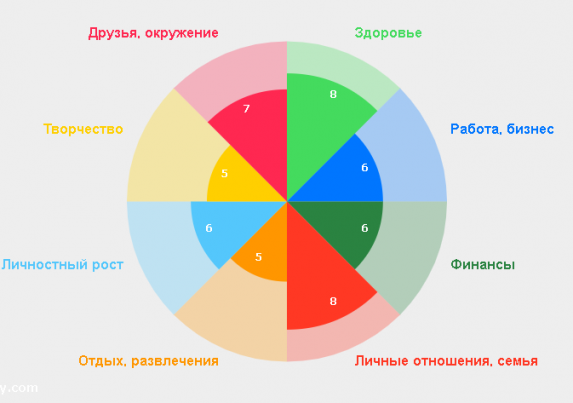 Друзья, окружение
Здоровье
8
7
Творчество
Работа, бизнес
5
6
6
6
Личностный рост
Финансы
5
8
Отдых, развлечения
Личные отношения, семья
y.com